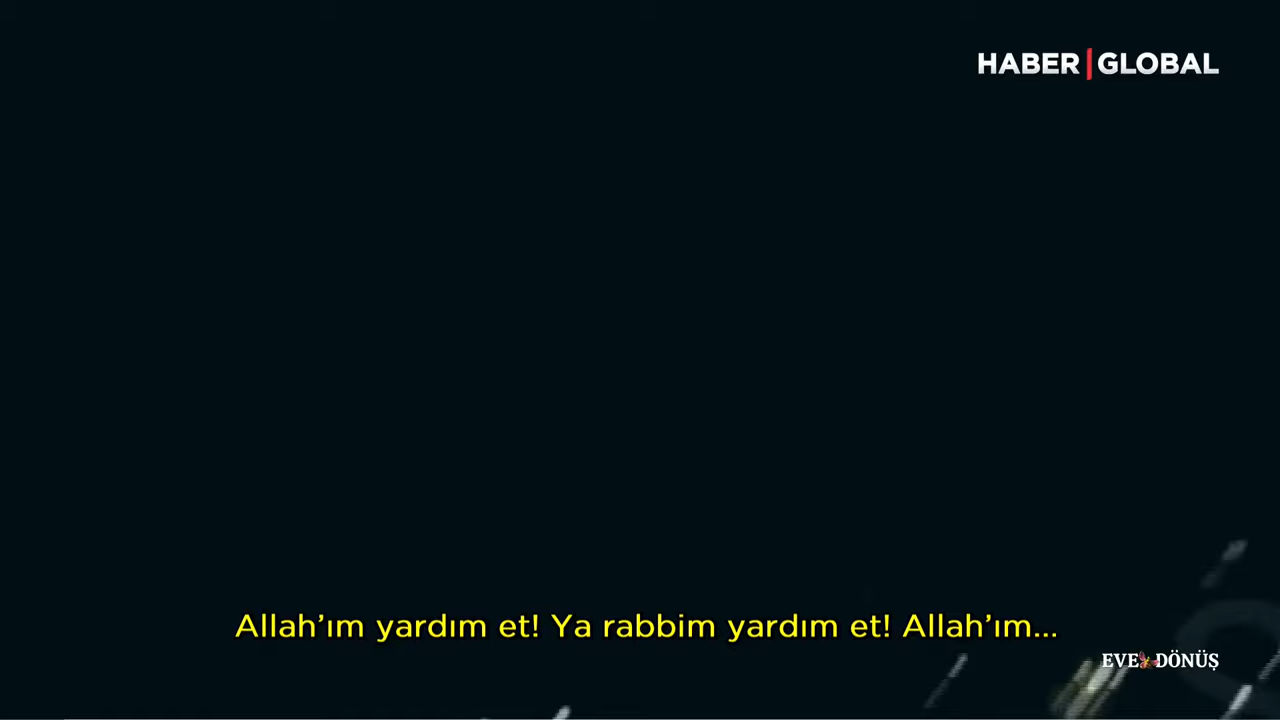 HABER | GLOBAL
Allah’ım yardım et! Ya rabbim yardım et! Allah’ım...
EVE DÖNÜŞ